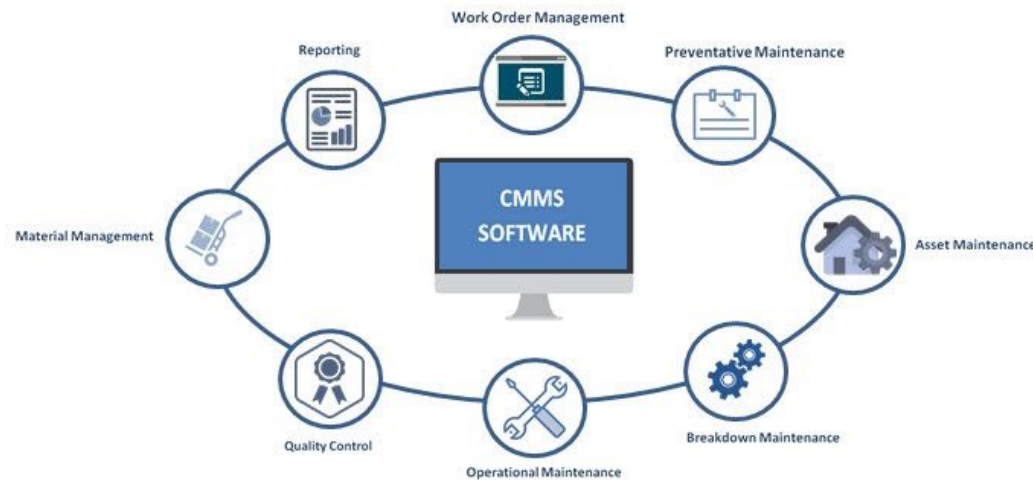 Work Order Management
Reporting
Preventative Maintenance
CMMS
SOFTWARE
Material Management
Asset Maintenance
Quality Control
Breakdown Maintenance
Operational Maintenance